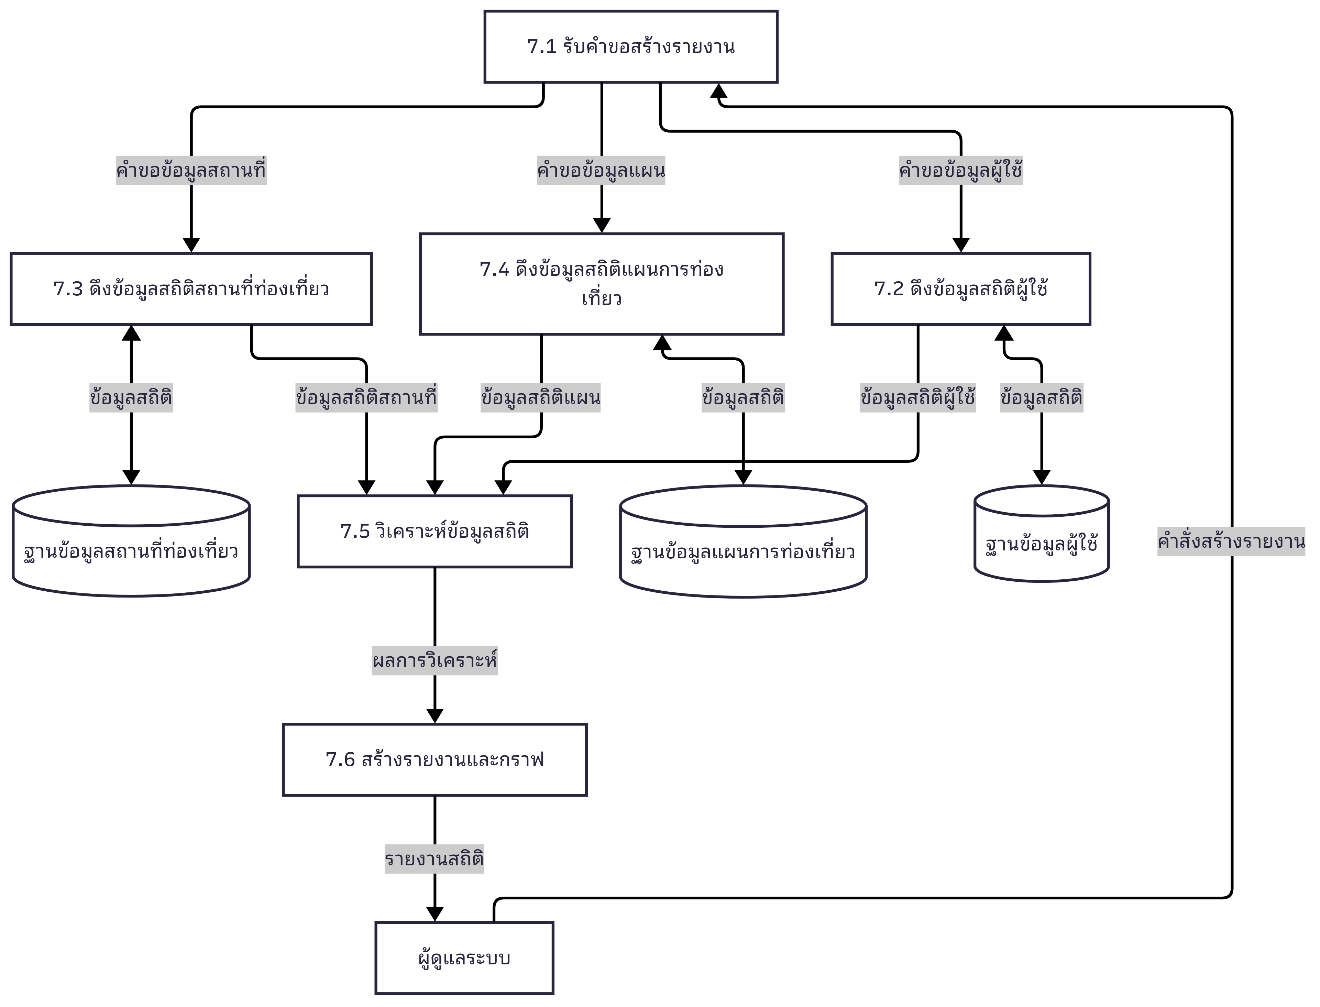 7.1 รับคำขอสร้างรายงาน
คำขอข้อมูลสถานที่
คำขอข้อมูลแผน
คำขอข้อมูลผู้ใช้
7.3 ดึงข้อมูลสถิติสถานที่ท่องเที่ยว
7.4 ดึงข้อมูลสถิติแผนการท่อง
เที่ยว
7.2 ดึงข้อมูลสถิติผู้ใช้
ข้อมูลสถิติ
ข้อมูลสถิติสถานที่
ข้อมูลสถิติแผน
ข้อมูลสถิติ
ข้อมูลสถิติผู้ใช้
ข้อมูลสถิติ
ฐานข้อมูลสถานที่ท่องเที่ยว
7.5 วิเคราะห์ข้อมูลสถิติ
ฐานข้อมูลแผนการท่องเที่ยว
ฐานข้อมูลผู้ใช้
คำสั่งสร้างรายงาน
ผลการวิเคราะห์
7.6 สร้างรายงานและกราฟ
รายงานสถิติ
ผู้ดูแลระบบ